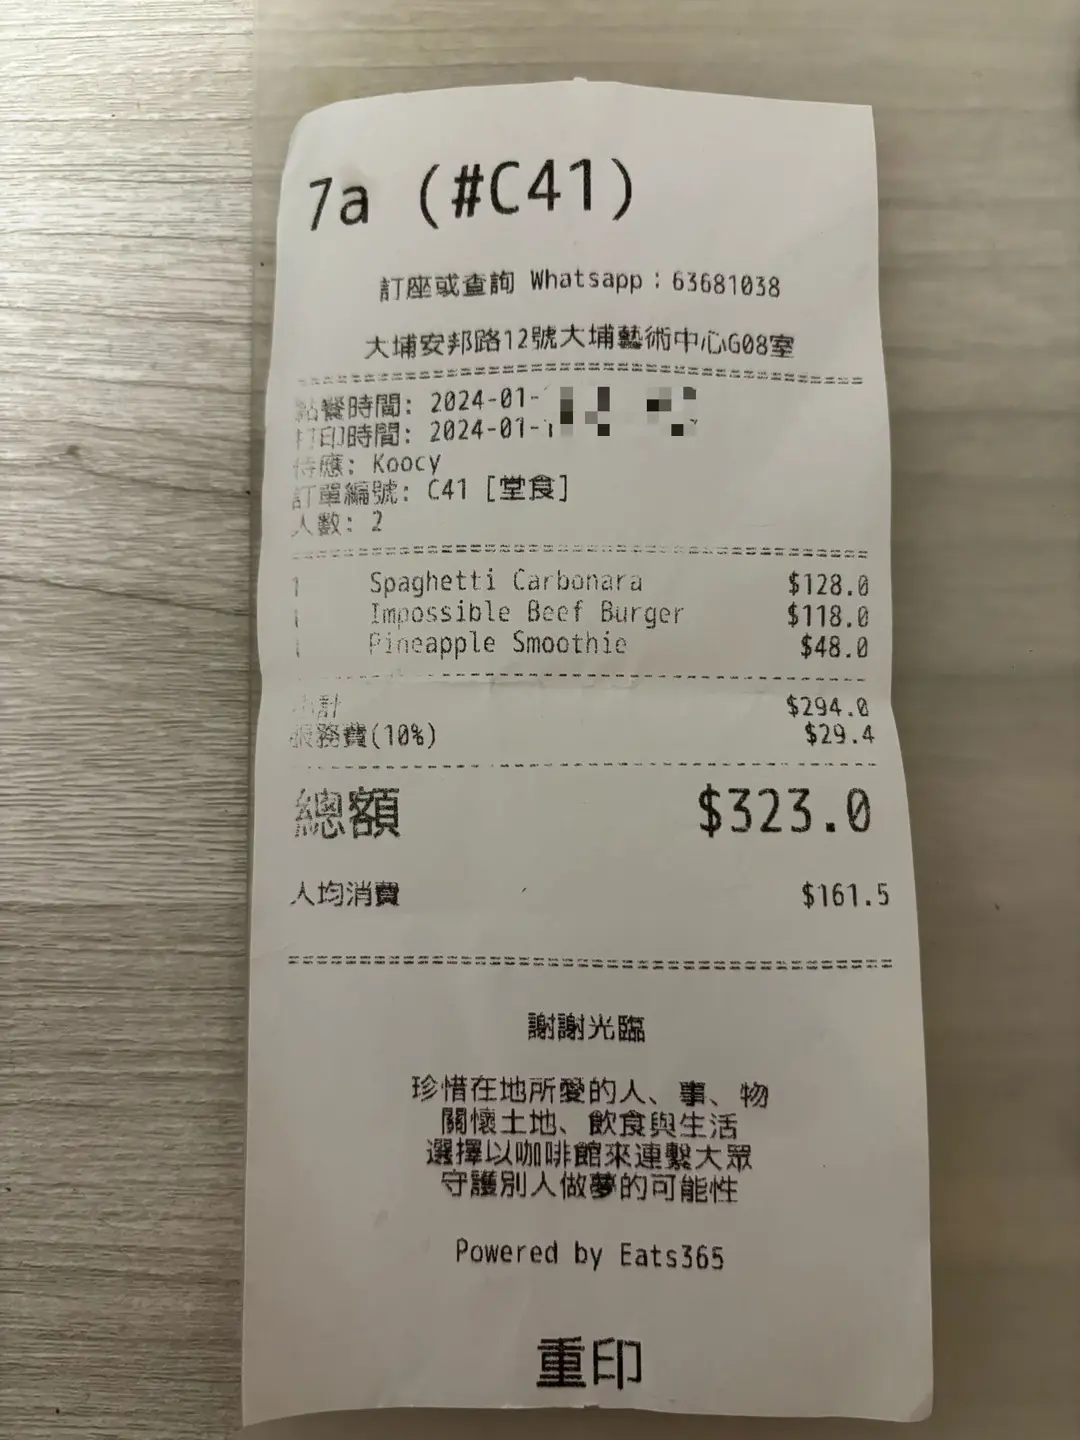 7a (#C41)
訂座或查詢 Whatsapp：63681038
大埔安邦路12號大埔藝術中心G08室
點餐時間: 2024-01-
打印時間: 2024-01-1
侍應: Koocy
訂單編號: C41 [堂食]
人數: 2
1 Spaghetti Carbonara $128.0
1 Impossible Beef Burger $118.0
1 Pineapple Smoothie $48.0
小計 $294.0
服務費(10%) $29.4
總額 $323.0
人均消費 $161.5
謝謝光臨
珍惜在地所愛的人、事、物
關懷土地、飲食與生活
選擇以咖啡館來連繫大眾
守護別人做夢的可能性
Powered by Eats365
重印